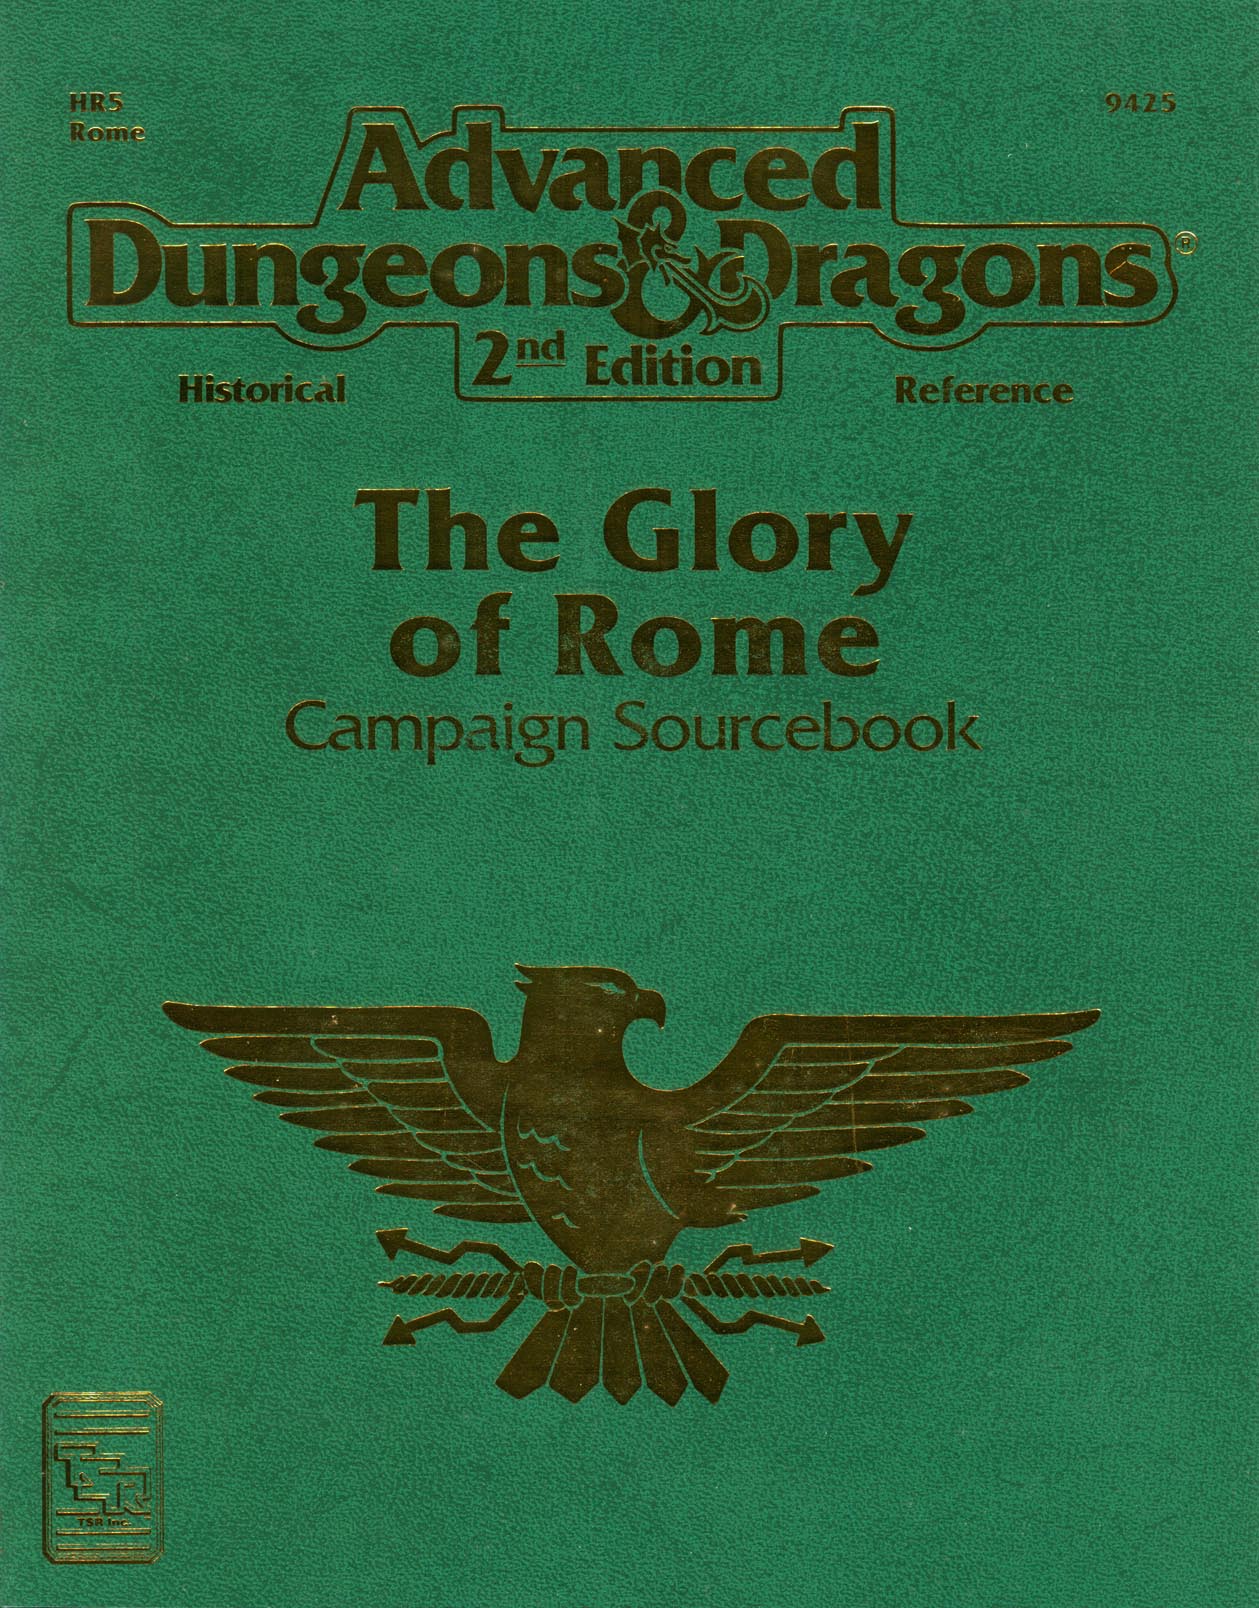 HR5
Rome
9425
Advanced
Dungeons & Dragons®
2nd Edition
Historical Reference
The Glory
of Rome
Campaign Sourcebook
TSR
TSR Inc.